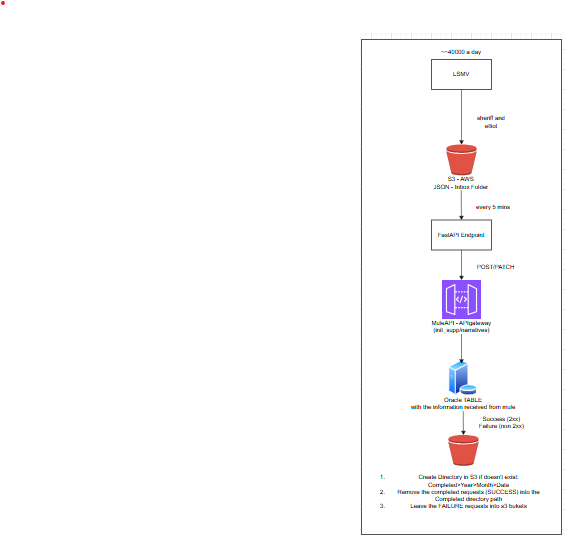 ~~40000 a day
LSMV
sheriff and
elliot
S3 - AWS
JSON - Inbox Folder
every 5 mins
FastAPI Endpoint
POST/PATCH
MuleAPI - APIgateway
(init_supp/narratives)
Oracle TABLE
with the information received from mule
Success (2xx)
Failure (non 2xx)
1. Create Directory in S3 if doesn't exist.
Completed>Year>Month>Date
2. Remove the completed requests (SUCCESS) into the
Completed directory path
3. Leave the FAILURE requests into s3 bukets